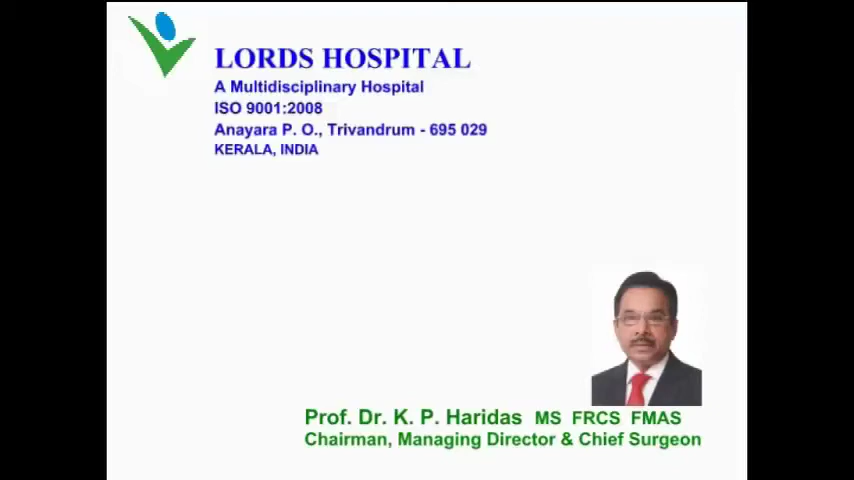 LORDS HOSPITAL
A Multidisciplinary Hospital
ISO 9001:2008
Anayara P. O., Trivandrum - 695 029
KERALA, INDIA
Prof. Dr. K. P. Haridas MS FRCS FMAS
Chairman, Managing Director & Chief Surgeon